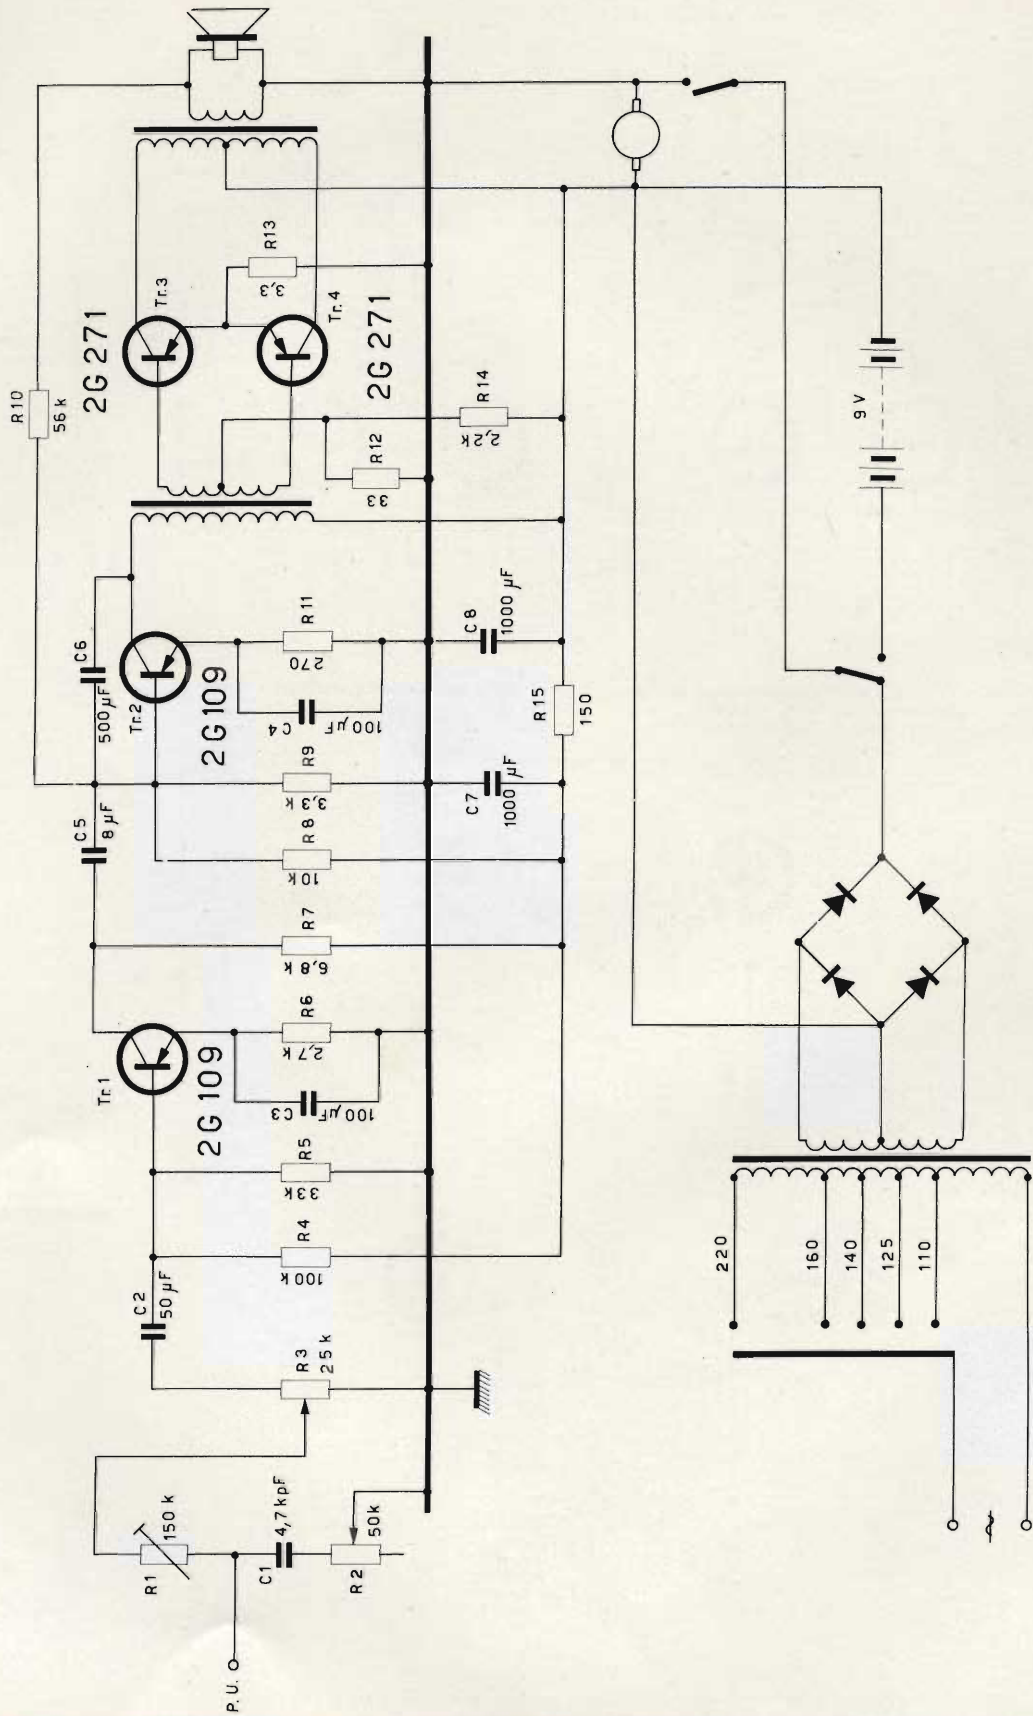 P.U.
R1
150 k
C1
4,7 kpF
R2
50k
R3
25 k
C2
50 µF
R4
100k
R5
33k
Tr.1
2G 109
C3
100 µF
R6
2,7 k
R7
6,8 k
C5
8 µF
R8
10k
R9
3,3 k
Tr.2
2G 109
C6
500 µF
C4
100 µF
R11
270
C7
1000 µF
C8
1000 µF
R15
150
R10
56 k
R12
33
R14
2,2k
2G 271
Tr.3
R13
3,3
Tr.4
2G 271
9 V
220
160
140
125
110